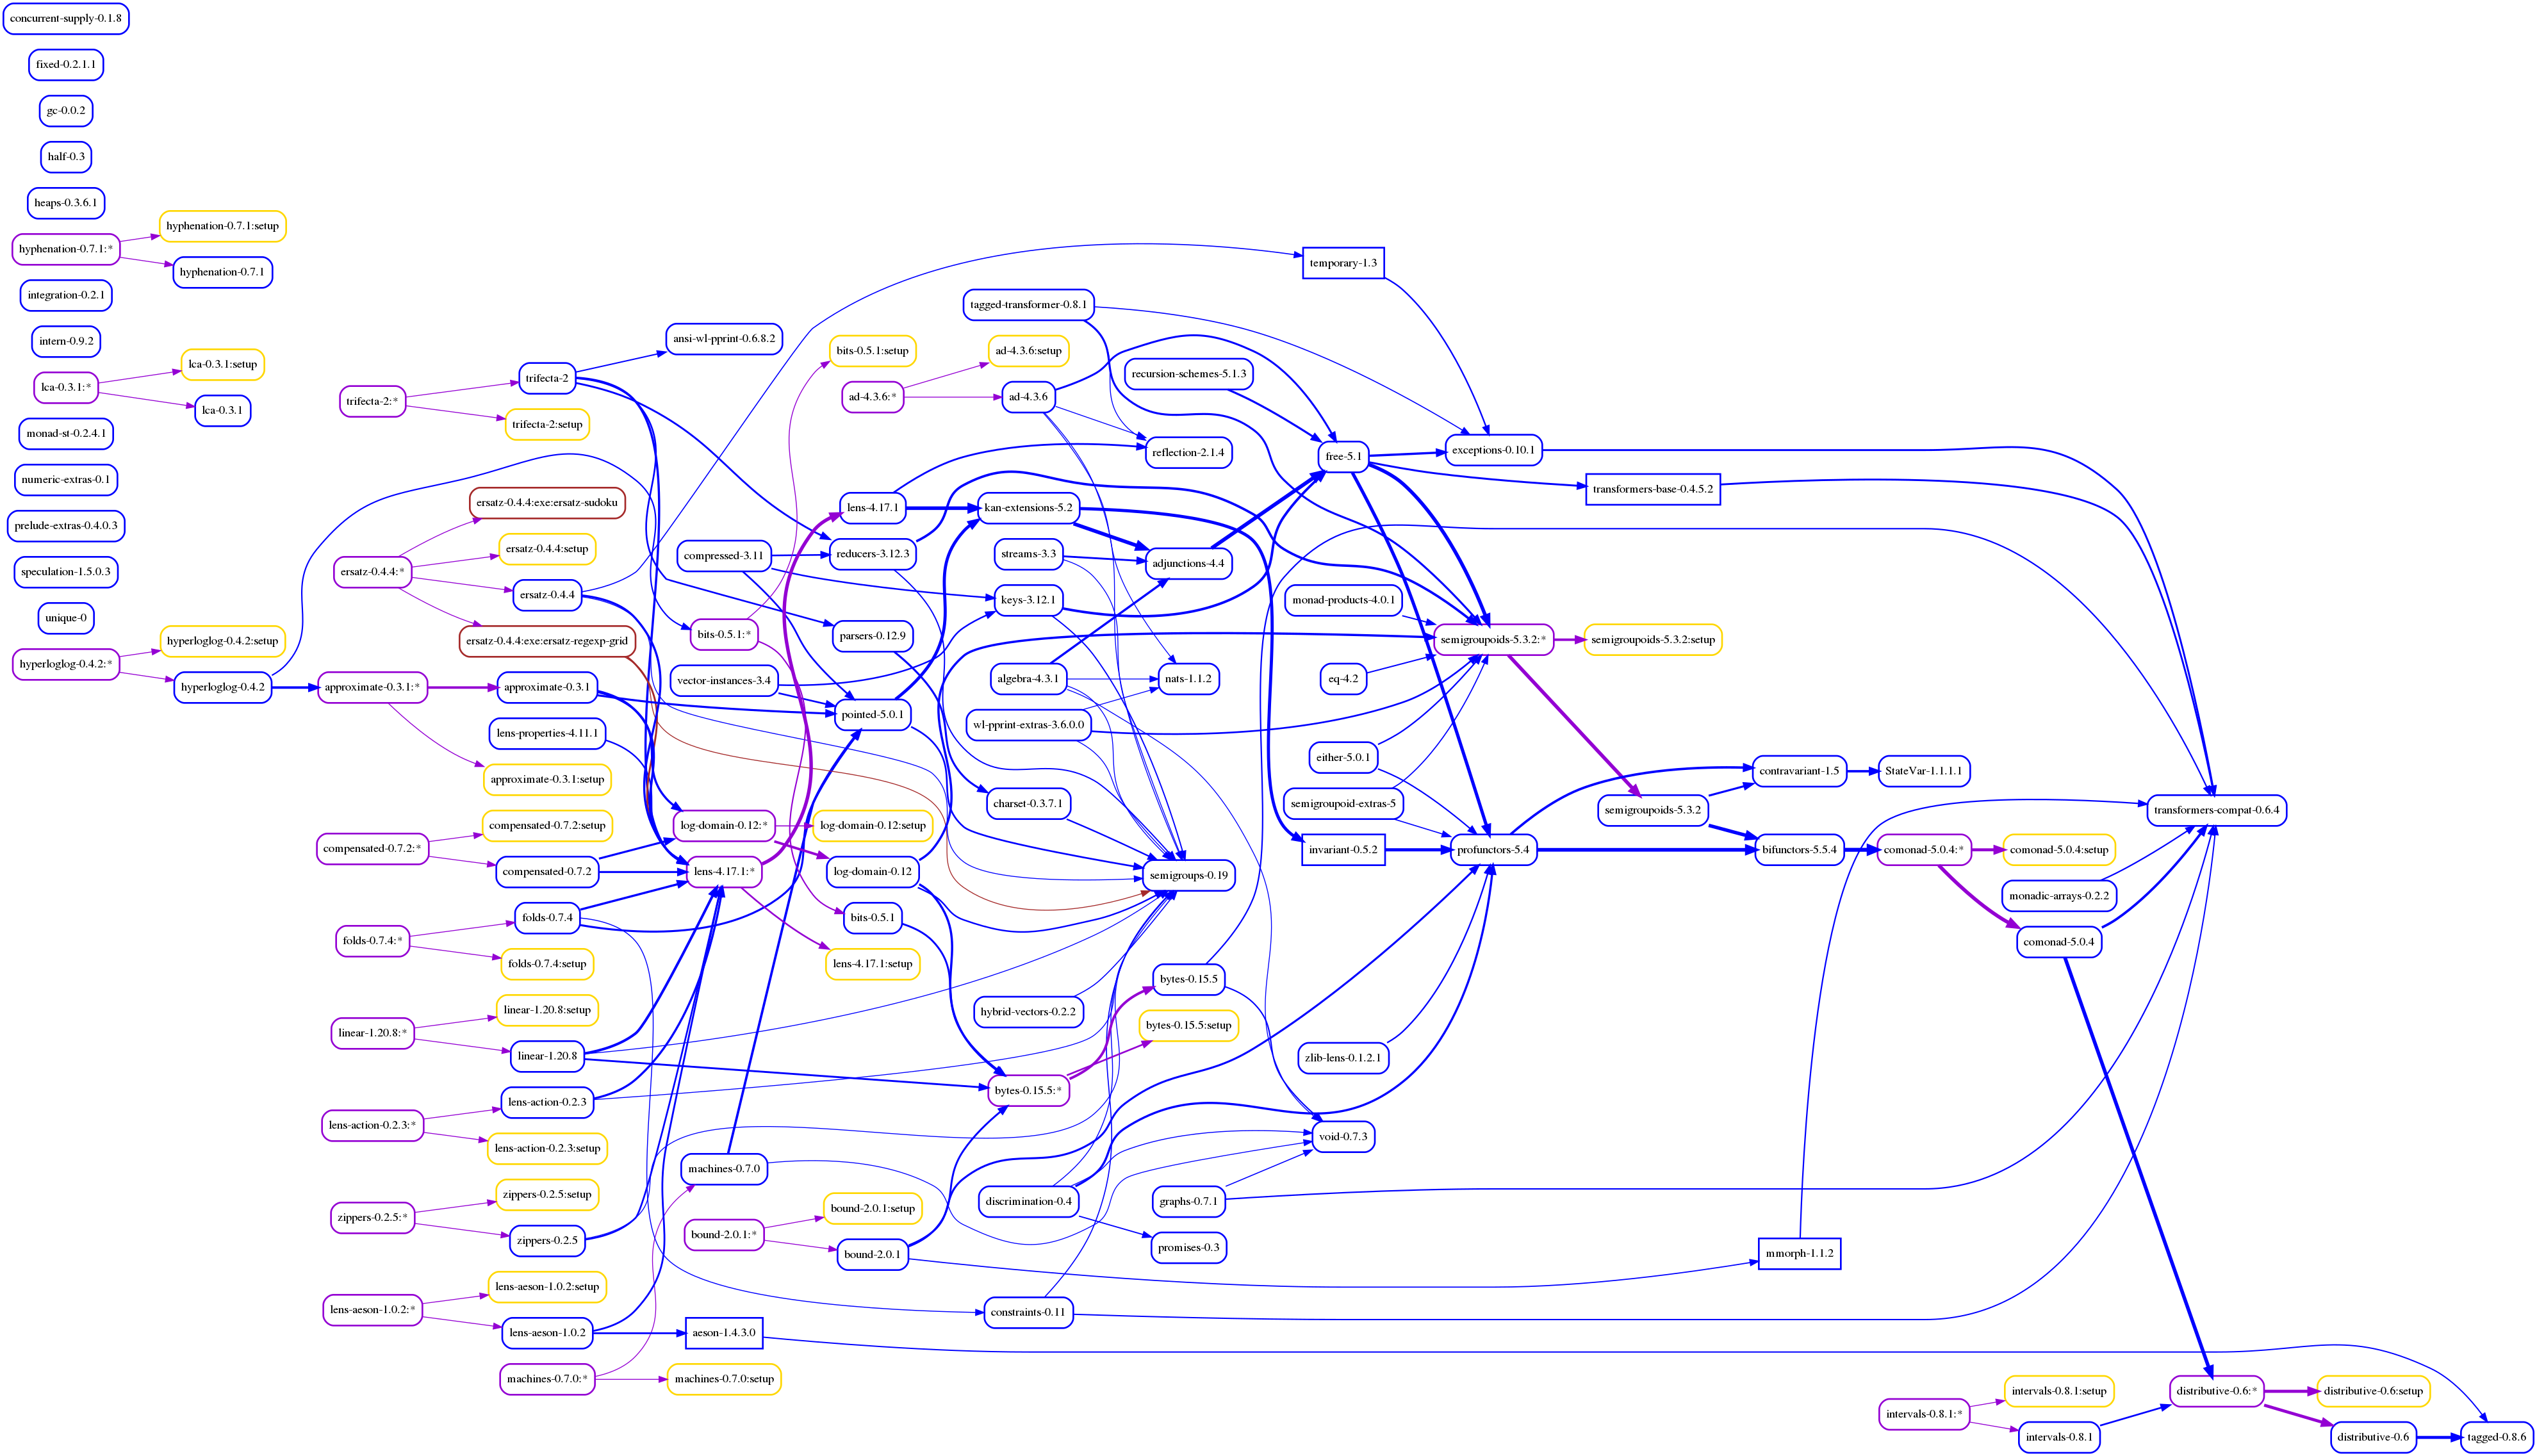 concurrent-supply-0.1.8
fixed-0.2.1.1
gc-0.0.2
half-0.3
heaps-0.3.6.1
hyphenation-0.7.1:*
hyphenation-0.7.1:setup
hyphenation-0.7.1
integration-0.2.1
intern-0.9.2
lca-0.3.1:*
lca-0.3.1:setup
lca-0.3.1
monad-st-0.2.4.1
numeric-extras-0.1
prelude-extras-0.4.0.3
speculation-1.5.0.3
unique-0
hyperloglog-0.4.2:*
hyperloglog-0.4.2:setup
hyperloglog-0.4.2
trifecta-2:*
trifecta-2
trifecta-2:setup
ersatz-0.4.4:*
ersatz-0.4.4:exe:ersatz-sudoku
ersatz-0.4.4:setup
ersatz-0.4.4
ersatz-0.4.4:exe:ersatz-regexp-grid
approximate-0.3.1:*
approximate-0.3.1
lens-properties-4.11.1
approximate-0.3.1:setup
compensated-0.7.2:*
compensated-0.7.2:setup
compensated-0.7.2
folds-0.7.4:*
folds-0.7.4
folds-0.7.4:setup
linear-1.20.8:*
linear-1.20.8:setup
linear-1.20.8
lens-action-0.2.3:*
lens-action-0.2.3
lens-action-0.2.3:setup
zippers-0.2.5:*
zippers-0.2.5:setup
zippers-0.2.5
lens-aeson-1.0.2:*
lens-aeson-1.0.2:setup
lens-aeson-1.0.2
machines-0.7.0:*
machines-0.7.0:setup
ansi-wl-pprint-0.6.8.2
compressed-3.11
bits-0.5.1:*
vector-instances-3.4
log-domain-0.12:*
lens-4.17.1:*
machines-0.7.0
bound-2.0.1:*
aeson-1.4.3.0
bits-0.5.1:setup
ad-4.3.6:*
lens-4.17.1
reducers-3.12.3
parsers-0.12.9
pointed-5.0.1
log-domain-0.12:setup
log-domain-0.12
bits-0.5.1
lens-4.17.1:setup
bound-2.0.1:setup
bound-2.0.1
tagged-transformer-0.8.1
ad-4.3.6:setup
ad-4.3.6
kan-extensions-5.2
streams-3.3
keys-3.12.1
algebra-4.3.1
wl-pprint-extras-3.6.0.0
charset-0.3.7.1
hybrid-vectors-0.2.2
bytes-0.15.5:*
discrimination-0.4
constraints-0.11
recursion-schemes-5.1.3
reflection-2.1.4
adjunctions-4.4
nats-1.1.2
semigroups-0.19
bytes-0.15.5
bytes-0.15.5:setup
graphs-0.7.1
promises-0.3
temporary-1.3
free-5.1
monad-products-4.0.1
eq-4.2
either-5.0.1
semigroupoid-extras-5
invariant-0.5.2
zlib-lens-0.1.2.1
void-0.7.3
exceptions-0.10.1
semigroupoids-5.3.2:*
profunctors-5.4
transformers-base-0.4.5.2
semigroupoids-5.3.2:setup
semigroupoids-5.3.2
contravariant-1.5
bifunctors-5.5.4
mmorph-1.1.2
StateVar-1.1.1.1
comonad-5.0.4:*
intervals-0.8.1:*
comonad-5.0.4:setup
monadic-arrays-0.2.2
comonad-5.0.4
intervals-0.8.1:setup
intervals-0.8.1
transformers-compat-0.6.4
distributive-0.6:*
distributive-0.6:setup
distributive-0.6
tagged-0.8.6